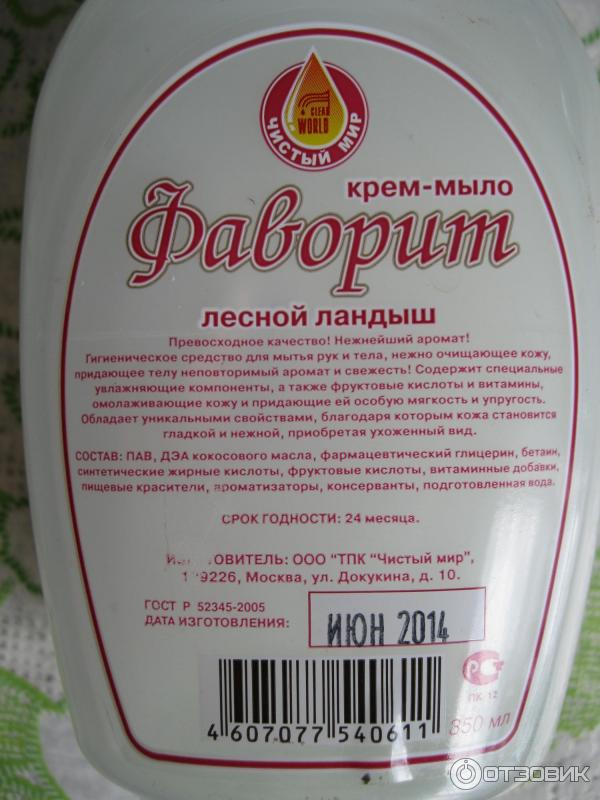 CLEAN
WORLD
ЧИСТЫЙ МИР
крем-мыло
Фаворит
лесной ландыш
Превосходное качество! Нежнейший аромат!
Гигиеническое средство для мытья рук и тела, нежно очищающее кожу,
придающее телу неповторимый аромат и свежесть! Содержит специальные
увлажняющие компоненты, а также фруктовые кислоты и витамины,
омолаживающие кожу и придающие ей особую мягкость и упругость.
Обладает уникальными свойствами, благодаря которым кожа становится
гладкой и нежной, приобретая ухоженный вид.
СОСТАВ: ПАВ, ДЭА кокосового масла, фармацевтический глицерин, бетаин,
синтетические жирные кислоты, фруктовые кислоты, витаминные добавки,
пищевые красители, ароматизаторы, консерванты, подготовленная вода.
СРОК ГОДНОСТИ: 24 месяца.
ООО "ТПК "Чистый мир",
Москва, ул. Докукина, д. 10.
ГОСТ Р 52345-2005
ДАТА ИЗГОТОВЛЕНИЯ:
ИЮН 2014
РСТ
ПК 12
4 607077 540611
850 мл
ОТЗОВИК